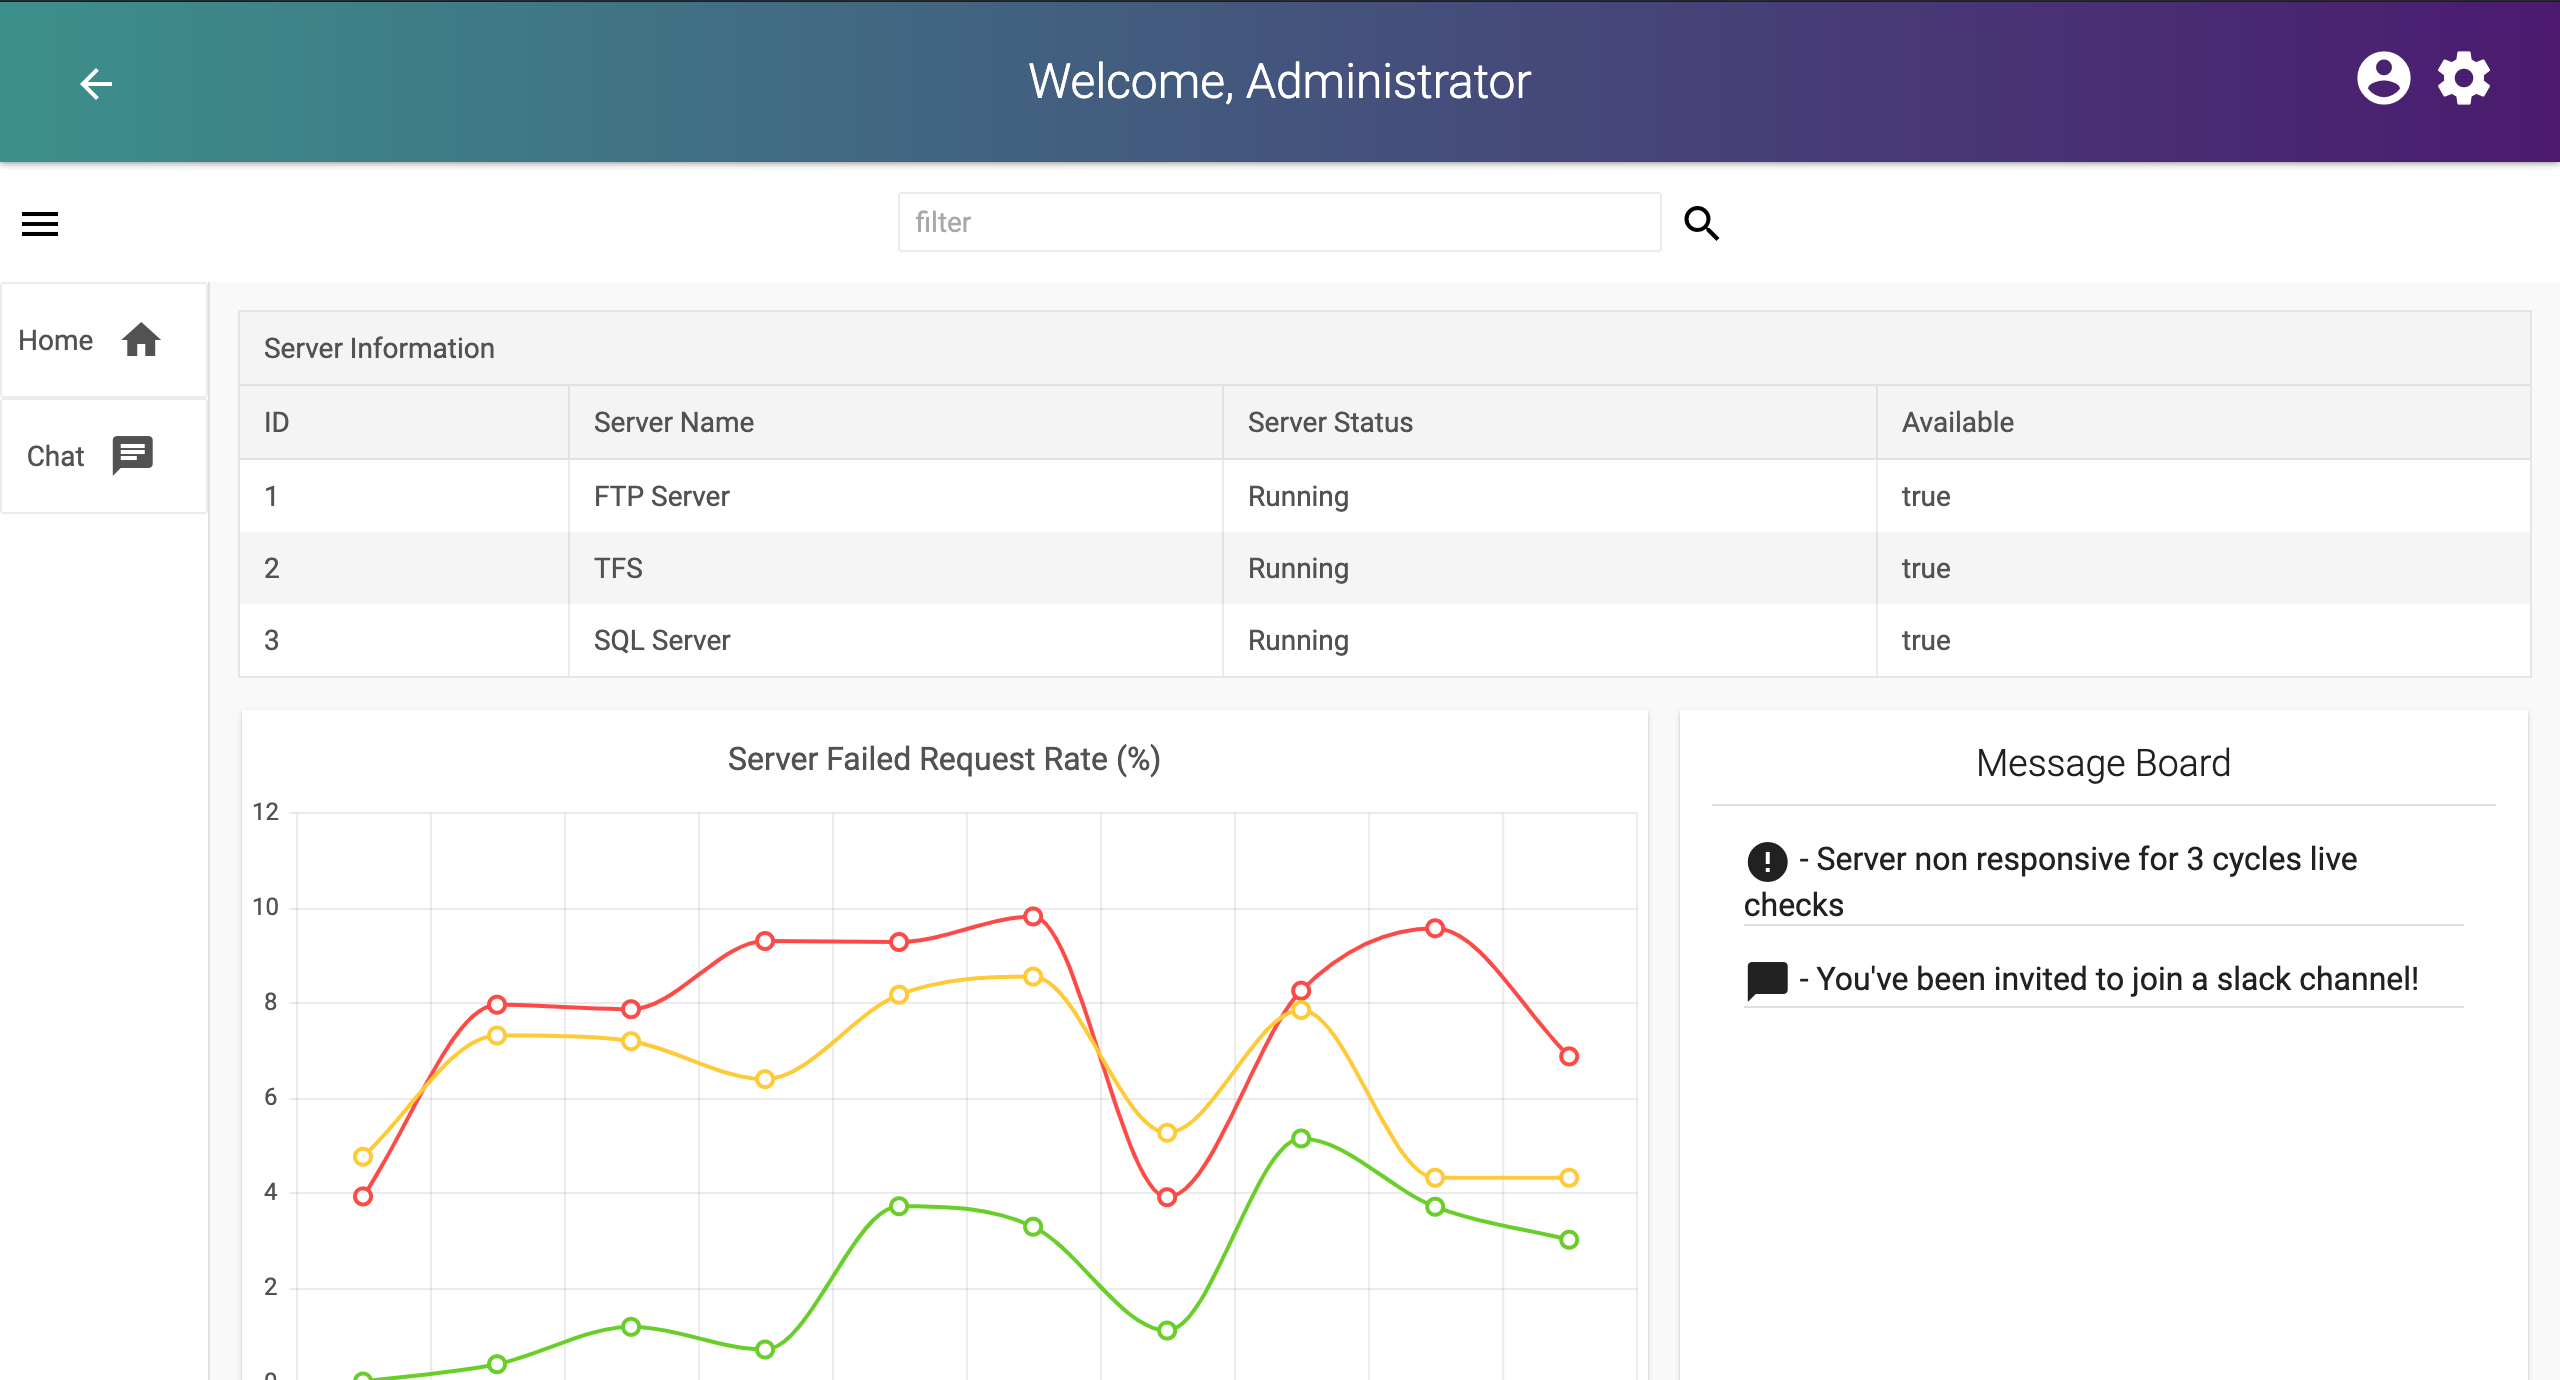 Welcome, Administrator
filter
Home
Chat
Server Information
ID Server Name Server Status Available
1 FTP Server Running true
2 TFS Running true
3 SQL Server Running true
Server Failed Request Rate (%)
12
10
8
6
4
2
0
Message Board
- Server non responsive for 3 cycles live
checks
- You've been invited to join a slack channel!